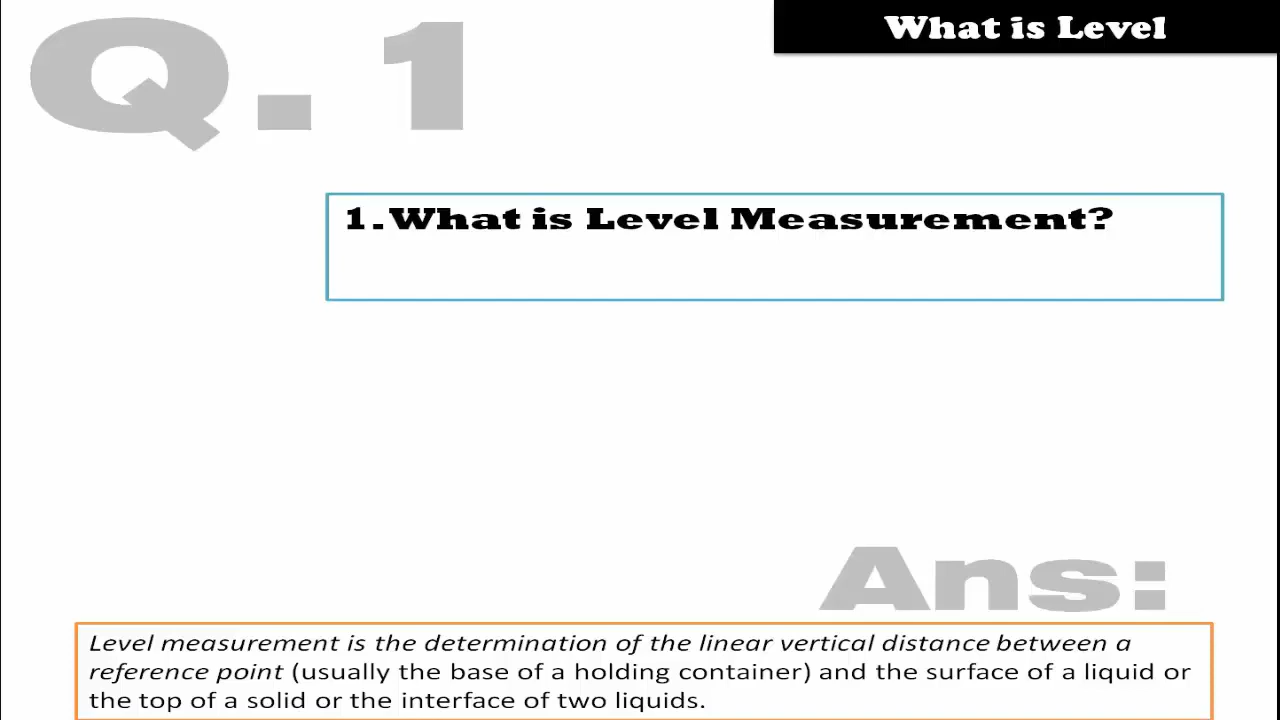 Q.1
What is Level
1.What is Level Measurement?
Ans:
Level measurement is the determination of the linear vertical distance between a
reference point (usually the base of a holding container) and the surface of a liquid or
the top of a solid or the interface of two liquids.